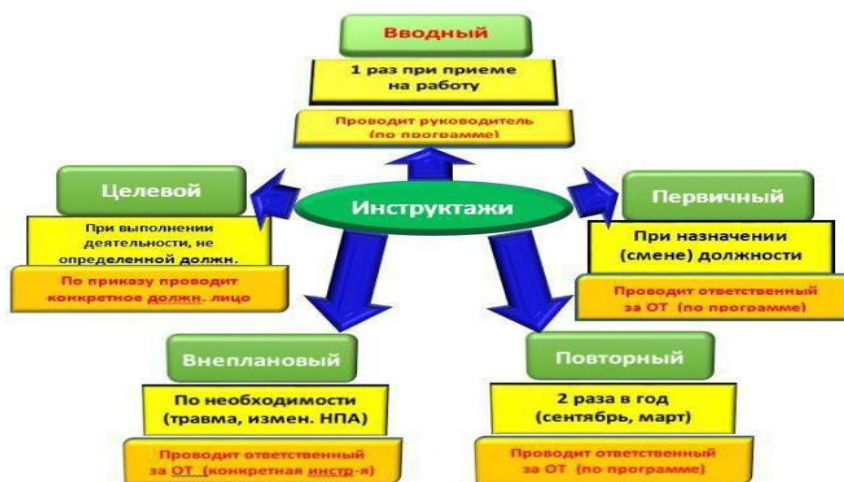 Вводный
1 раз при приеме
на работу
Проводит руководитель
(по программе)
Целевой
При выполнении
деятельности, не
определенной должн.
По приказу проводит
конкретное должн. лицо
Инструктажи
Первичный
При назначении
(смене) должности
Проводит ответственный
за ОТ (по программе)
Внеплановый
По необходимости
(травма, измен. НПА)
Проводит ответственный
за ОТ (конкретная инстр-я)
Повторный
2 раза в год
(сентябрь, март)
Проводит ответственный
за ОТ (по программе)